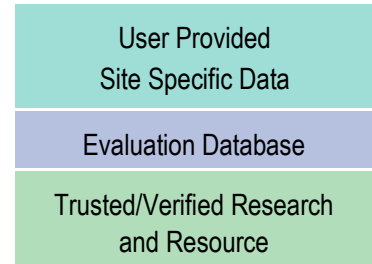 User Provided
Site Specific Data
Evaluation Database
Trusted/Verified Research
and Resource